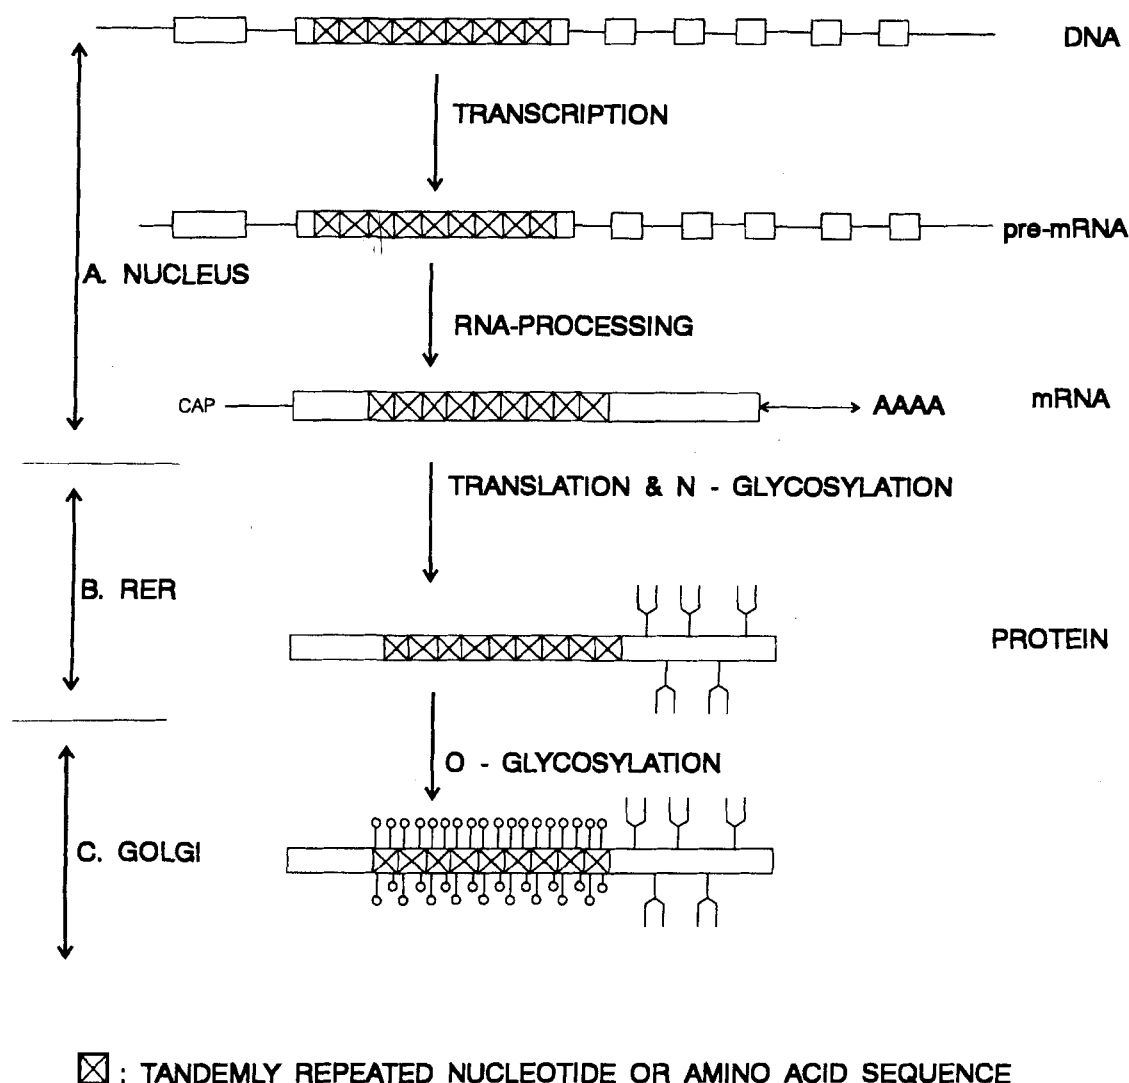 DNA
TRANSCRIPTION
pre-mRNA
A. NUCLEUS
RNA-PROCESSING
CAP
AAAA
mRNA
TRANSLATION & N - GLYCOSYLATION
B. RER
PROTEIN
O - GLYCOSYLATION
C. GOLGI
: TANDEMLY REPEATED NUCLEOTIDE OR AMINO ACID SEQUENCE